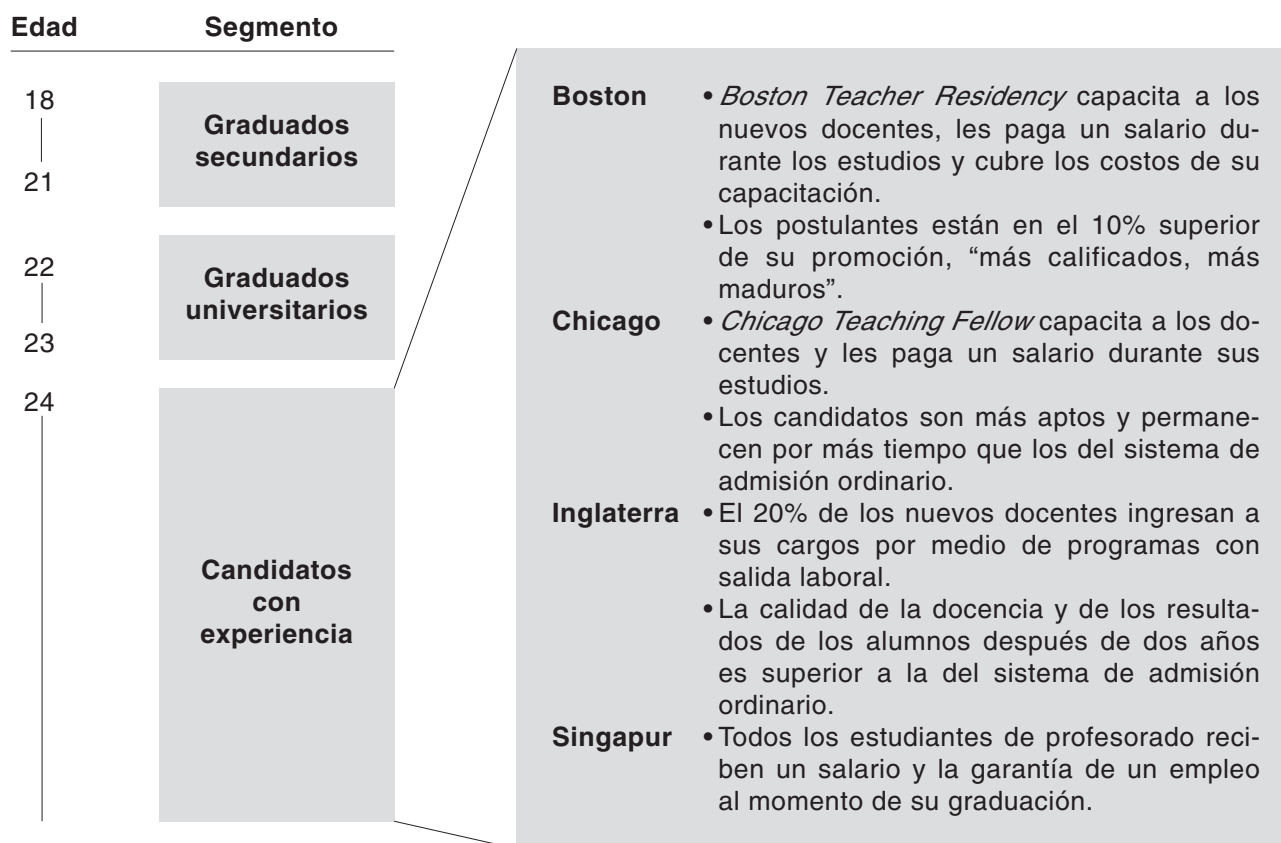 Edad Segmento
18
21
Graduados
secundarios
22
23
Graduados
universitarios
24
Candidatos
con
experiencia
Boston • Boston Teacher Residency capacita a los
nuevos docentes, les paga un salario du-
rante los estudios y cubre los costos de su
capacitación.
• Los postulantes están en el 10% superior
de su promoción, “más calificados, más
maduros”.
Chicago • Chicago Teaching Fellow capacita a los do-
centes y les paga un salario durante sus
estudios.
• Los candidatos son más aptos y permane-
cen por más tiempo que los del sistema de
admisión ordinario.
Inglaterra • El 20% de los nuevos docentes ingresan a
sus cargos por medio de programas con
salida laboral.
• La calidad de la docencia y de los resulta-
dos de los alumnos después de dos años
es superior a la del sistema de admisión
ordinario.
Singapur • Todos los estudiantes de profesorado reci-
ben un salario y la garantía de un empleo
al momento de su graduación.